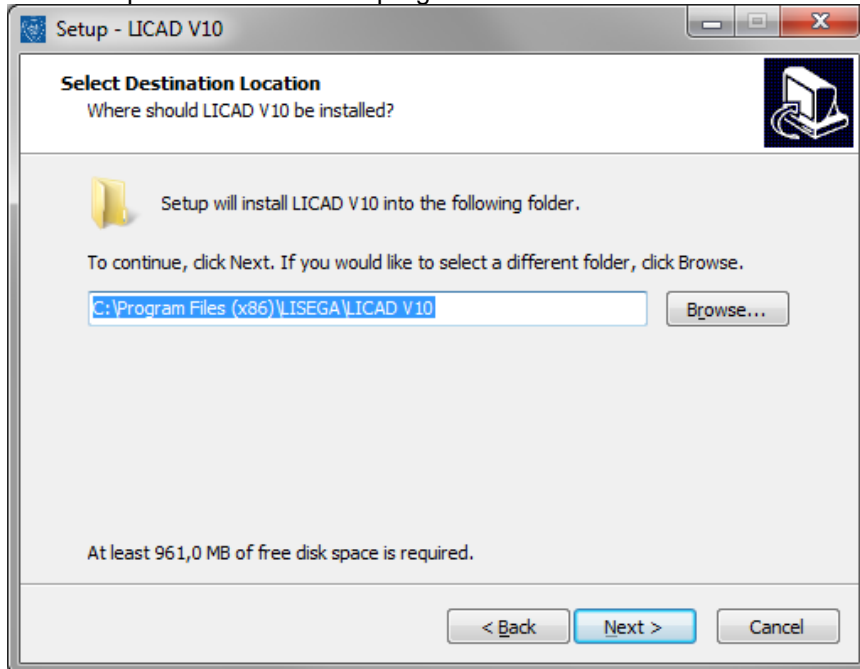 Setup - LICAD V10
Select Destination Location
Where should LICAD V10 be installed?
Setup will install LICAD V10 into the following folder.
To continue, click Next. If you would like to select a different folder, click Browse.
C:\Program Files (x86)\LISEGA\LICAD V10
Browse...
At least 961,0 MB of free disk space is required.
< Back
Next >
Cancel